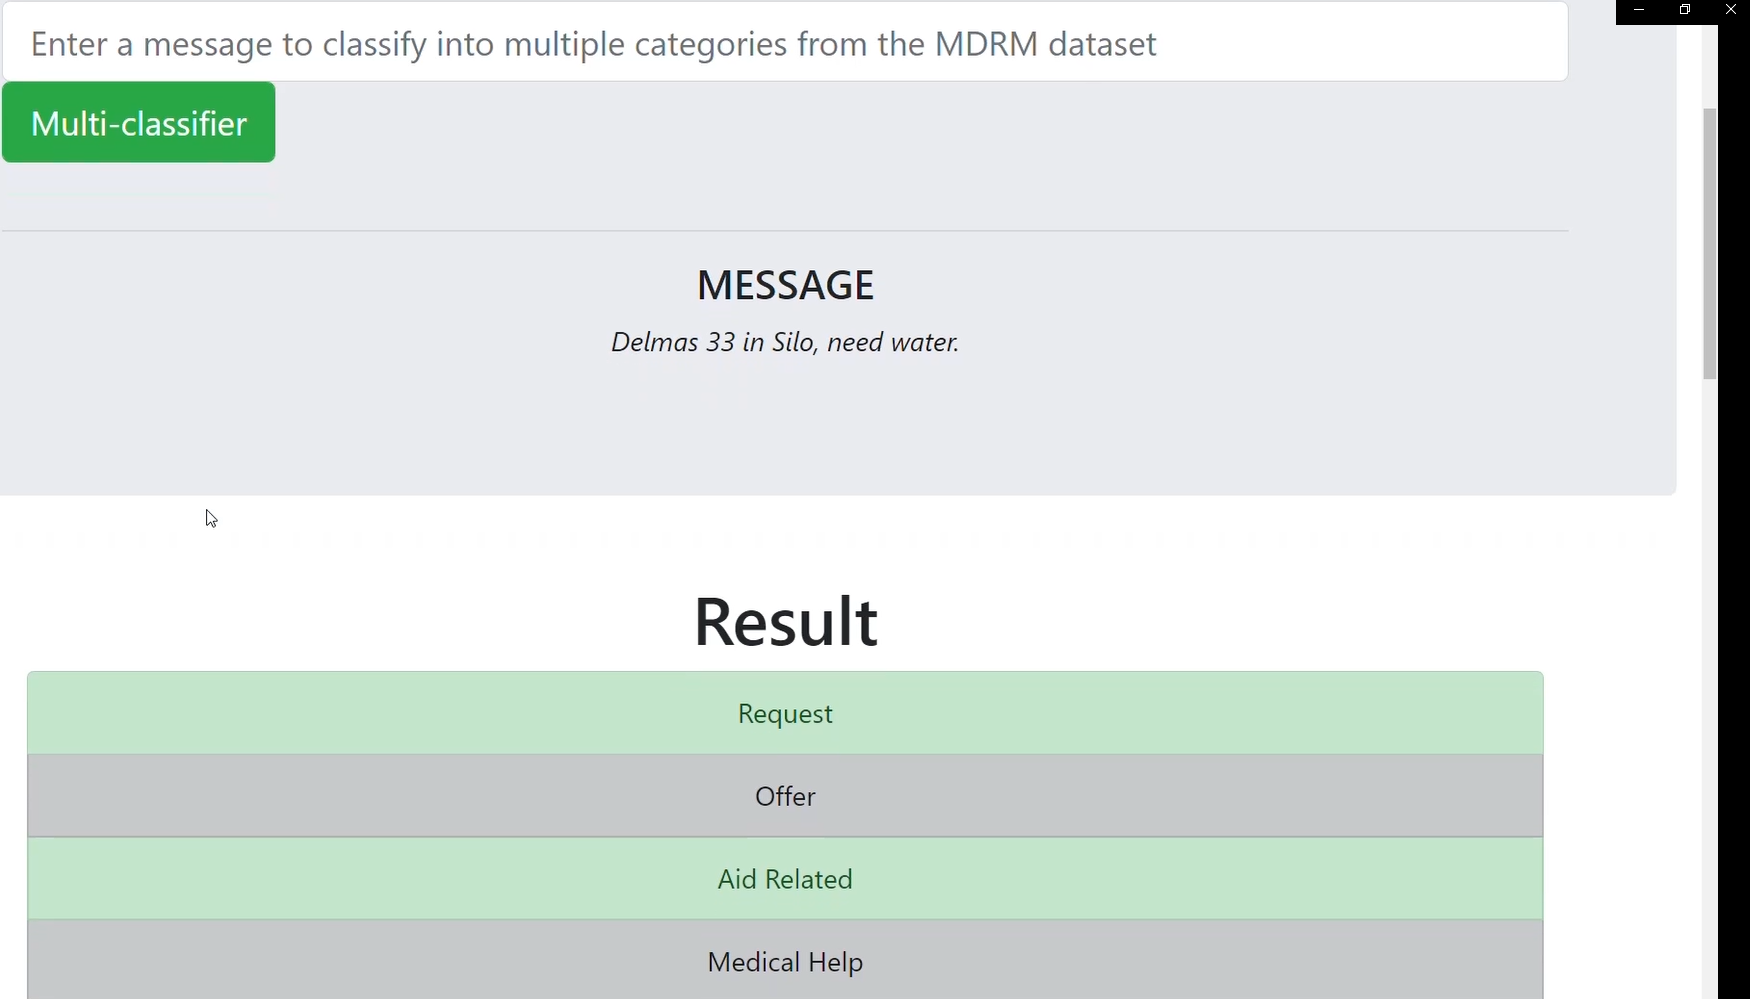 Enter a message to classify into multiple categories from the MDRM dataset
Multi-classifier
MESSAGE
Delmas 33 in Silo, need water.
Result
Request
Offer
Aid Related
Medical Help